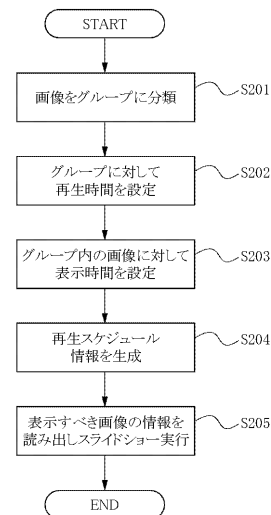 START
画像をグループに分類
S201
グループに対して
再生時間を設定
S202
グループ内の画像に対して
表示時間を設定
S203
再生スケジュール
情報を生成
S204
表示すべき画像の情報を
読み出しスライドショー実行
S205
END